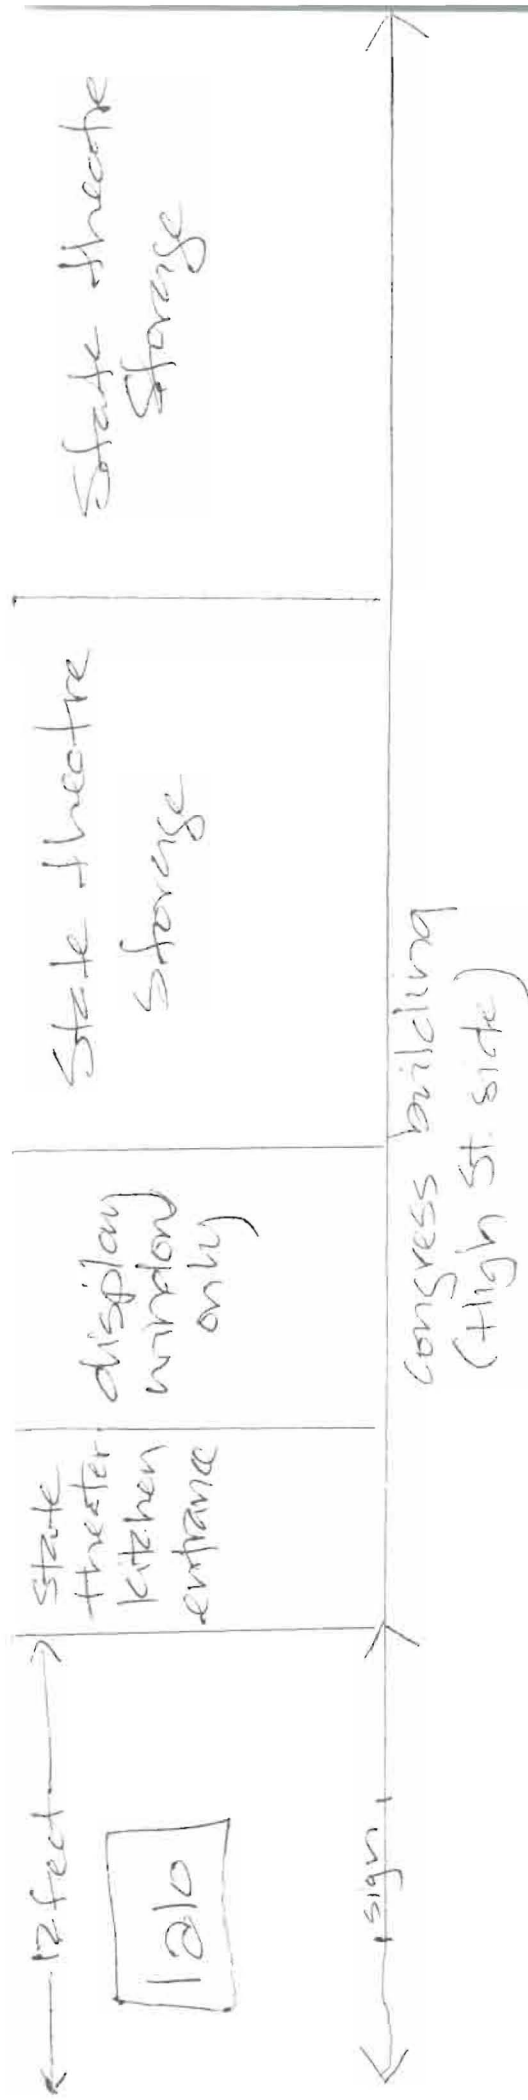 12 feet
lalo
sign
State
theater
kitchen
entrance
display
window
only
State theatre
Storage
State theatre
Storage
Congress building
(High St. side)